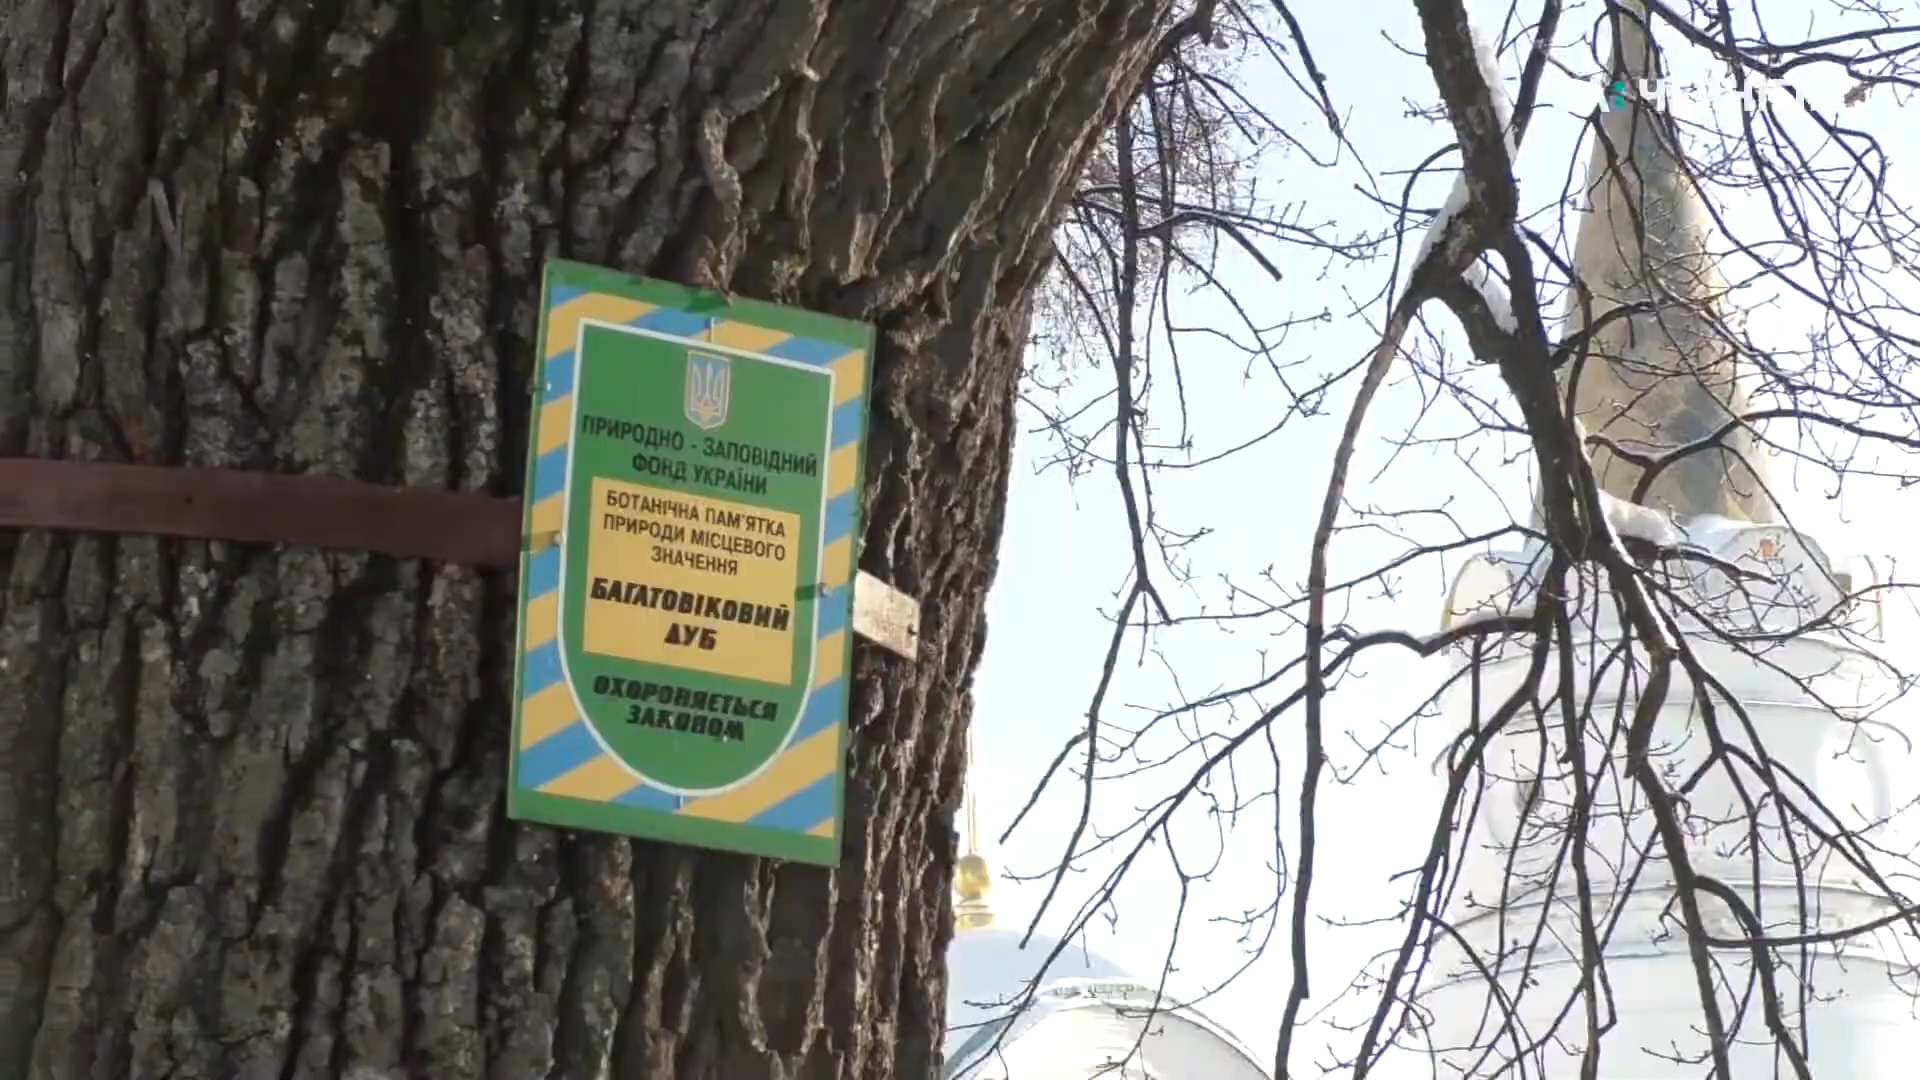 ПРИРОДНО - ЗАПОВІДНИЙ
ФОНД УКРАЇНИ
БОТАНІЧНА ПАМ'ЯТКА
ПРИРОДИ МІСЦЕВОГО
ЗНАЧЕННЯ
БАГАТОВІКОВИЙ
ДУБ
ОХОРОНЯЄТЬСЯ
ЗАКОНОМ